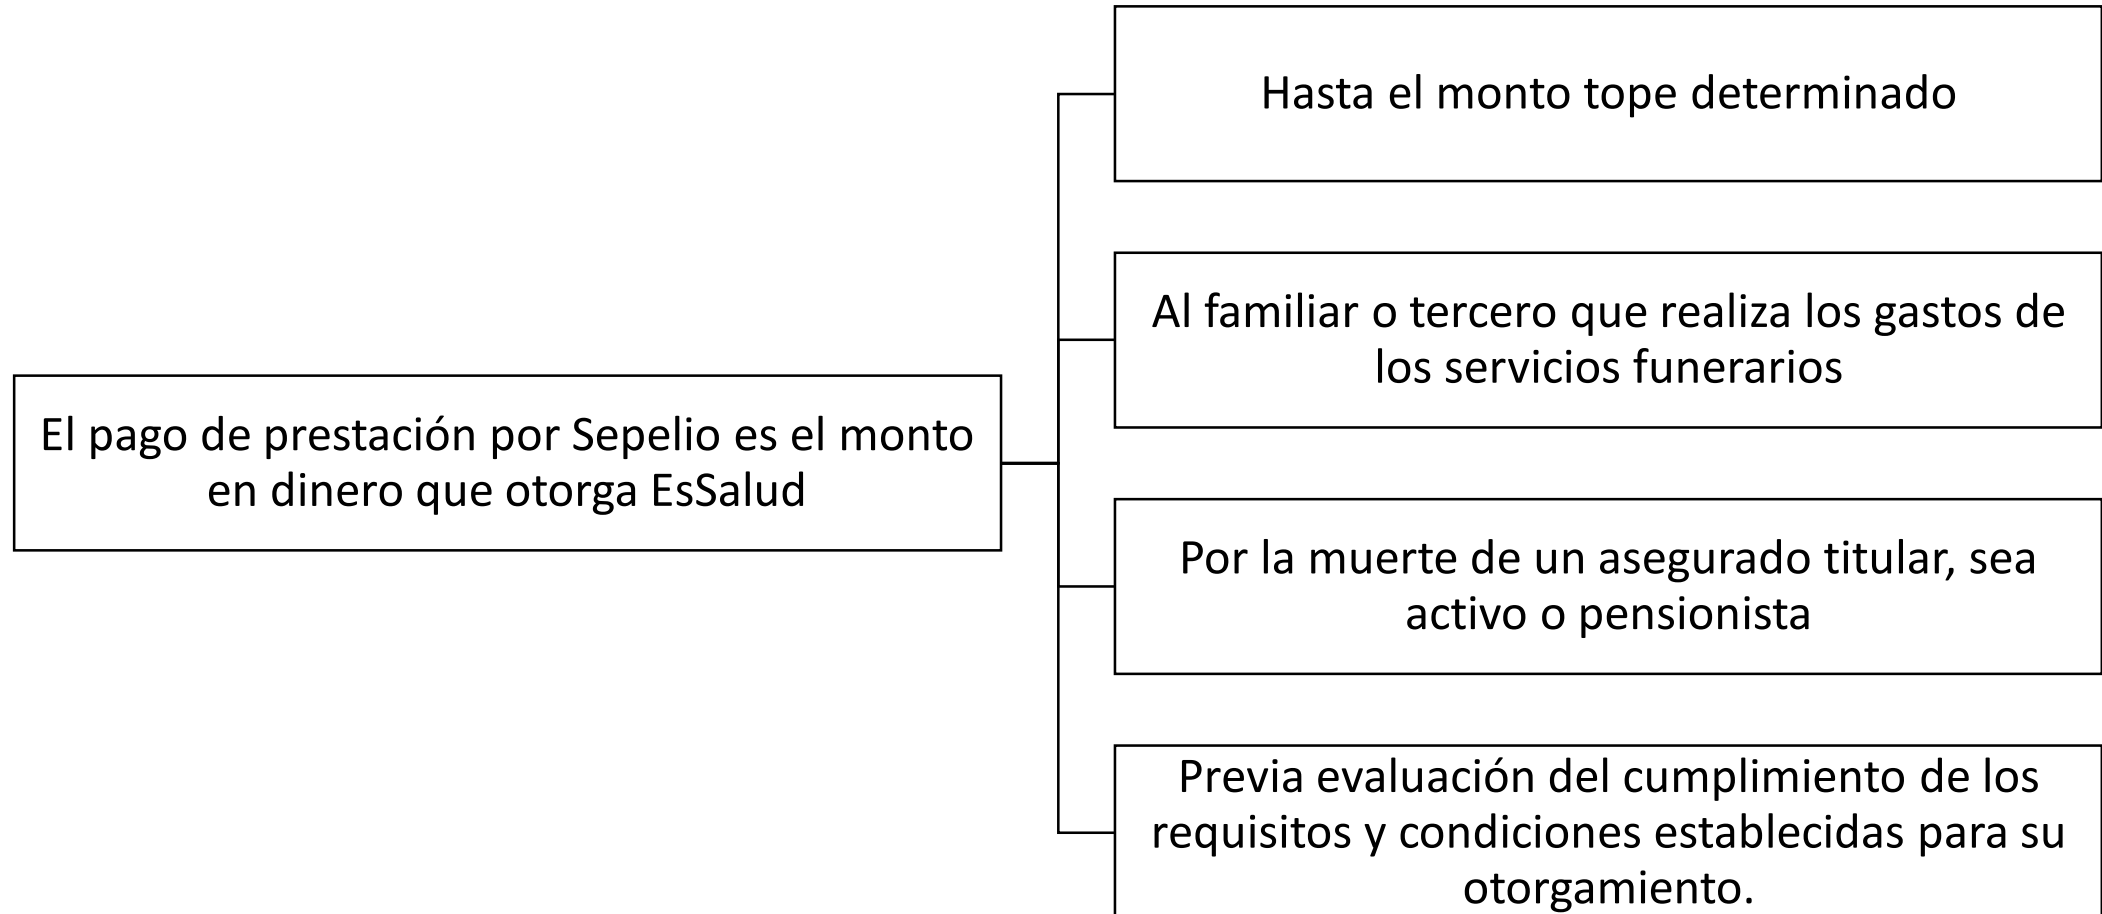 Hasta el monto tope determinado
Al familiar o tercero que realiza los gastos de
los servicios funerarios
El pago de prestación por Sepelio es el monto
en dinero que otorga EsSalud
Por la muerte de un asegurado titular, sea
activo o pensionista
Previa evaluación del cumplimiento de los
requisitos y condiciones establecidas para su
otorgamiento.